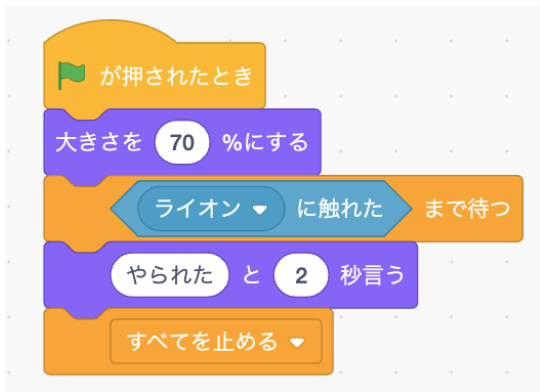 が押されたとき
大きさを 70 %にする
ライオン に触れた まで待つ
やられた と 2 秒言う
すべてを止める